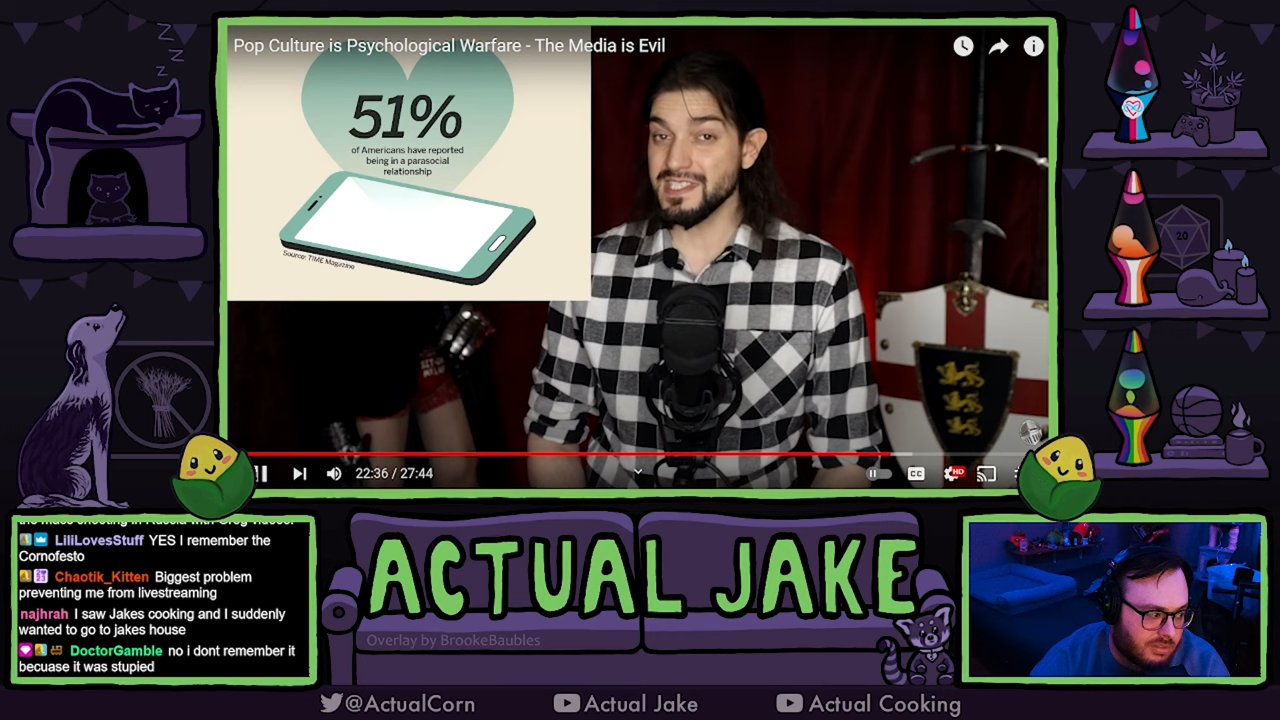 Pop Culture is Psychological Warfare - The Media is Evil
51%
of Americans have reported
being in a parasocial
relationship
Source: TIME Magazine
20
22:36 / 27:44
CC
HD
LiliLovesStuff YES I remember the
Cornofesto
Chaotik_Kitten Biggest problem
preventing me from livestreaming
najhrah I saw Jakes cooking and I suddenly
wanted to go to jakes house
DoctorGamble no i dont remember it
becuase it was stupied
ACTUAL JAKE
Overlay by BrookeBaubles
@ActualCorn
Actual Jake
Actual Cooking